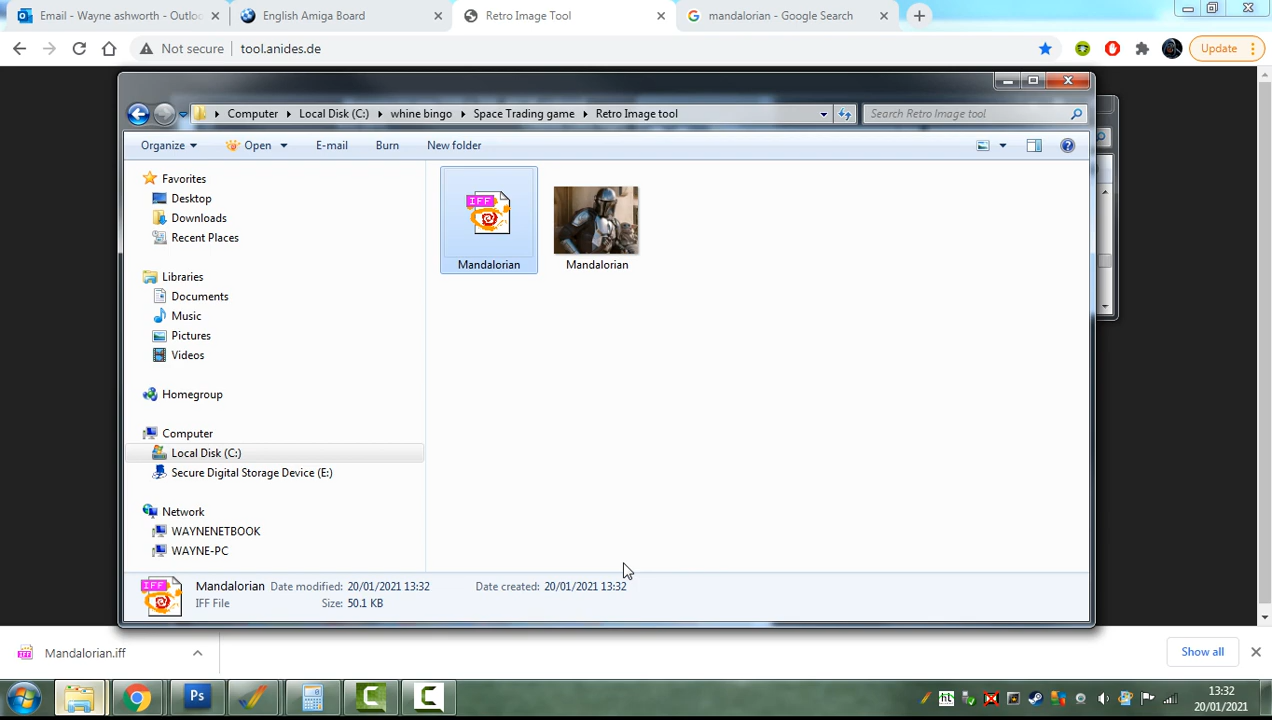 Email - Wayne ashworth - Outloo
English Amiga Board
Retro Image Tool
mandalorian - Google Search
Not secure
tool.anides.de
Update
Computer
Local Disk (C:)
whine bingo
Space Trading game
Retro Image tool
Search Retro Image tool
Organize
Open
E-mail
Burn
New folder
Favorites
Desktop
Downloads
Recent Places
Libraries
Documents
Music
Pictures
Videos
Homegroup
Computer
Local Disk (C:)
Secure Digital Storage Device (E:)
Network
WAYNENETBOOK
WAYNE-PC
IFF
Mandalorian
Mandalorian
IFF
Mandalorian
Date modified: 20/01/2021 13:32
Date created: 20/01/2021 13:32
IFF File
Size: 50.1 KB
Mandalorian.iff
Show all
Ps
13:32
20/01/2021